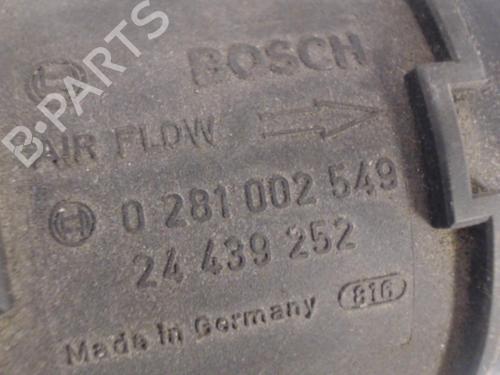 BOSCH
AIR FLOW
0 281 002 549
24 439 252
Made in Germany 816
B-PARTS